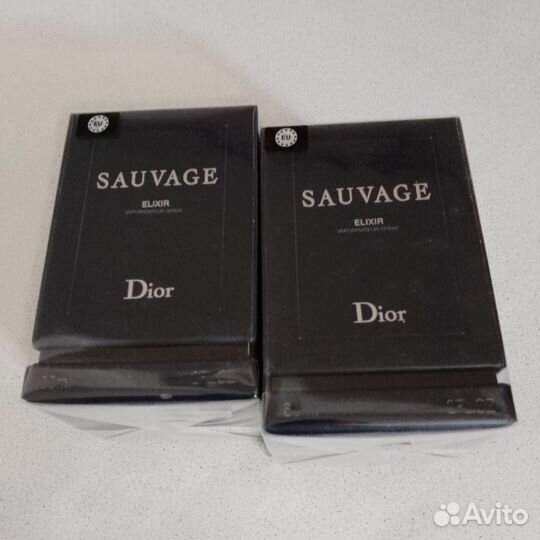 EU
SAUVAGE
ELIXIR
VAPORISATEUR SPRAY
Dior
EU
SAUVAGE
ELIXIR
VAPORISATEUR SPRAY
Dior
Avito